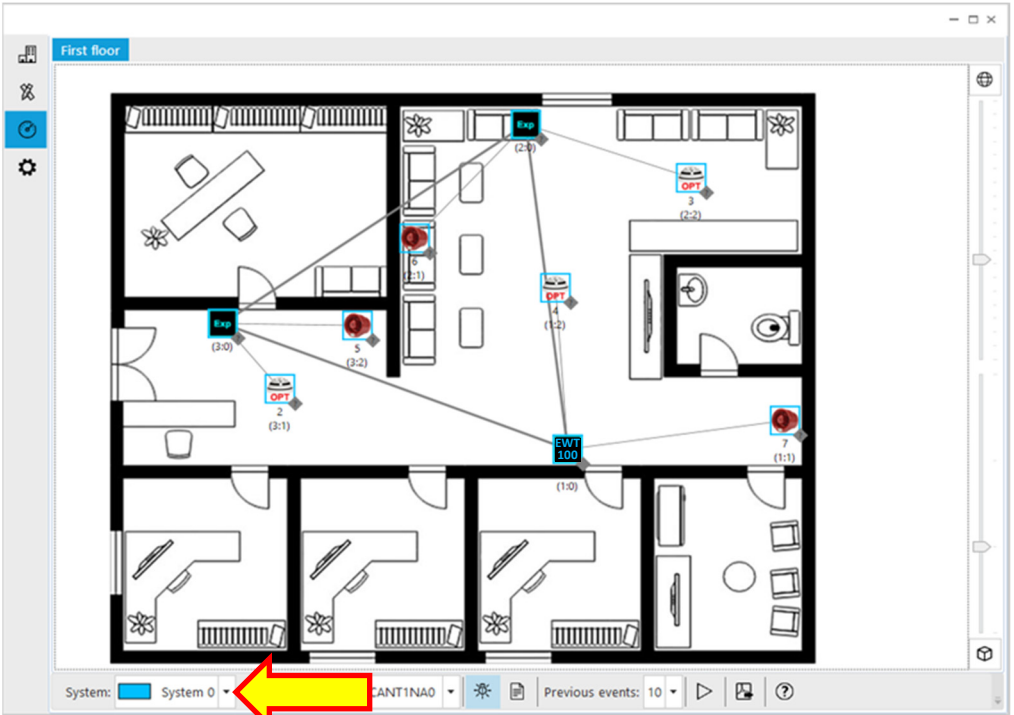 First floor
Exp
(2:0)
OPT
3
(2:2)
6
(2:1)
OPT
4
(1:2)
Exp
(3:0)
5
(3:2)
OPT
2
(3:1)
EWT
100
(1:0)
7
(1:1)
System: System 0 CANT1NA0 Previous events: 10